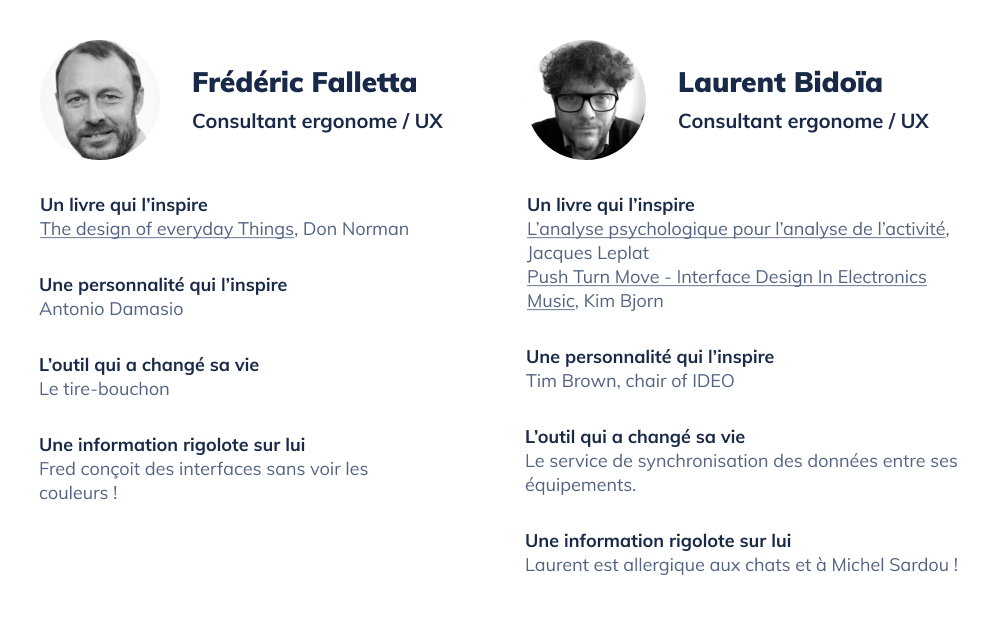 Frédéric Falletta
Consultant ergonome / UX
Un livre qui l’inspire
The design of everyday Things, Don Norman
Une personnalité qui l’inspire
Antonio Damasio
L’outil qui a changé sa vie
Le tire-bouchon
Une information rigolote sur lui
Fred conçoit des interfaces sans voir les
couleurs !
Laurent Bidoïa
Consultant ergonome / UX
Un livre qui l’inspire
L’analyse psychologique pour l’analyse de l’activité,
Jacques Leplat
Push Turn Move - Interface Design In Electronics
Music, Kim Bjorn
Une personnalité qui l’inspire
Tim Brown, chair of IDEO
L’outil qui a changé sa vie
Le service de synchronisation des données entre ses
équipements.
Une information rigolote sur lui
Laurent est allergique aux chats et à Michel Sardou !